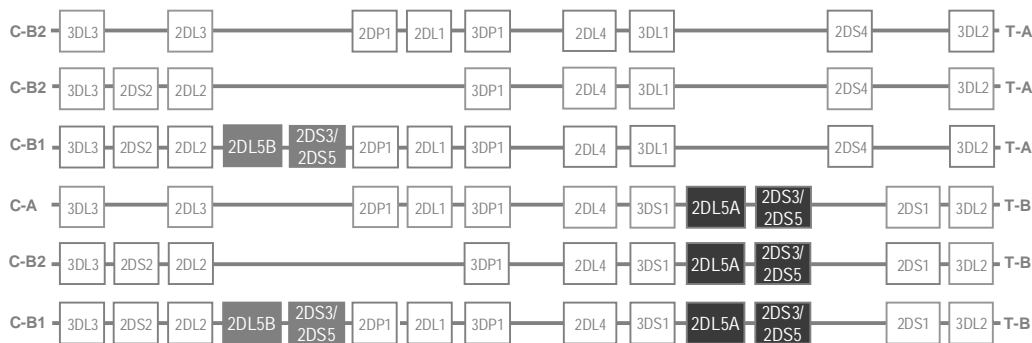 C-B2 3DL3 2DL3 2DP1 2DL1 3DP1 2DL4 3DL1 2DS4 3DL2 T-A
C-B2 3DL3 2DS2 2DL2 3DP1 2DL4 3DL1 2DS4 3DL2 T-A
C-B1 3DL3 2DS2 2DL2 2DL5B 2DS3/ 2DS5 2DP1 2DL1 3DP1 2DL4 3DL1 2DS4 3DL2 T-A
C-A 3DL3 2DL3 2DP1 2DL1 3DP1 2DL4 3DS1 2DL5A 2DS3/ 2DS5 2DS1 3DL2 T-B
C-B2 3DL3 2DS2 2DL2 3DP1 2DL4 3DS1 2DL5A 2DS3/ 2DS5 2DS1 3DL2 T-B
C-B1 3DL3 2DS2 2DL2 2DL5B 2DS3/ 2DS5 2DP1 2DL1 3DP1 2DL4 3DS1 2DL5A 2DS3/ 2DS5 2DS1 3DL2 T-B